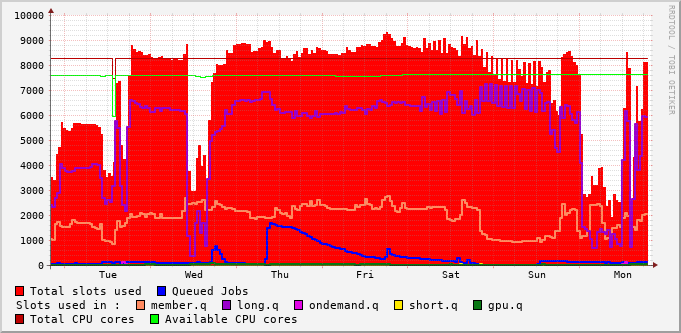 10000
9000
8000
7000
6000
5000
4000
3000
2000
1000
0
Tue Wed Thu Fri Sat Sun Mon
RRDTOOL / TOBI OETIKER
Total slots used Queued Jobs
Slots used in : member.q long.q ondemand.q short.q gpu.q
Total CPU cores Available CPU cores